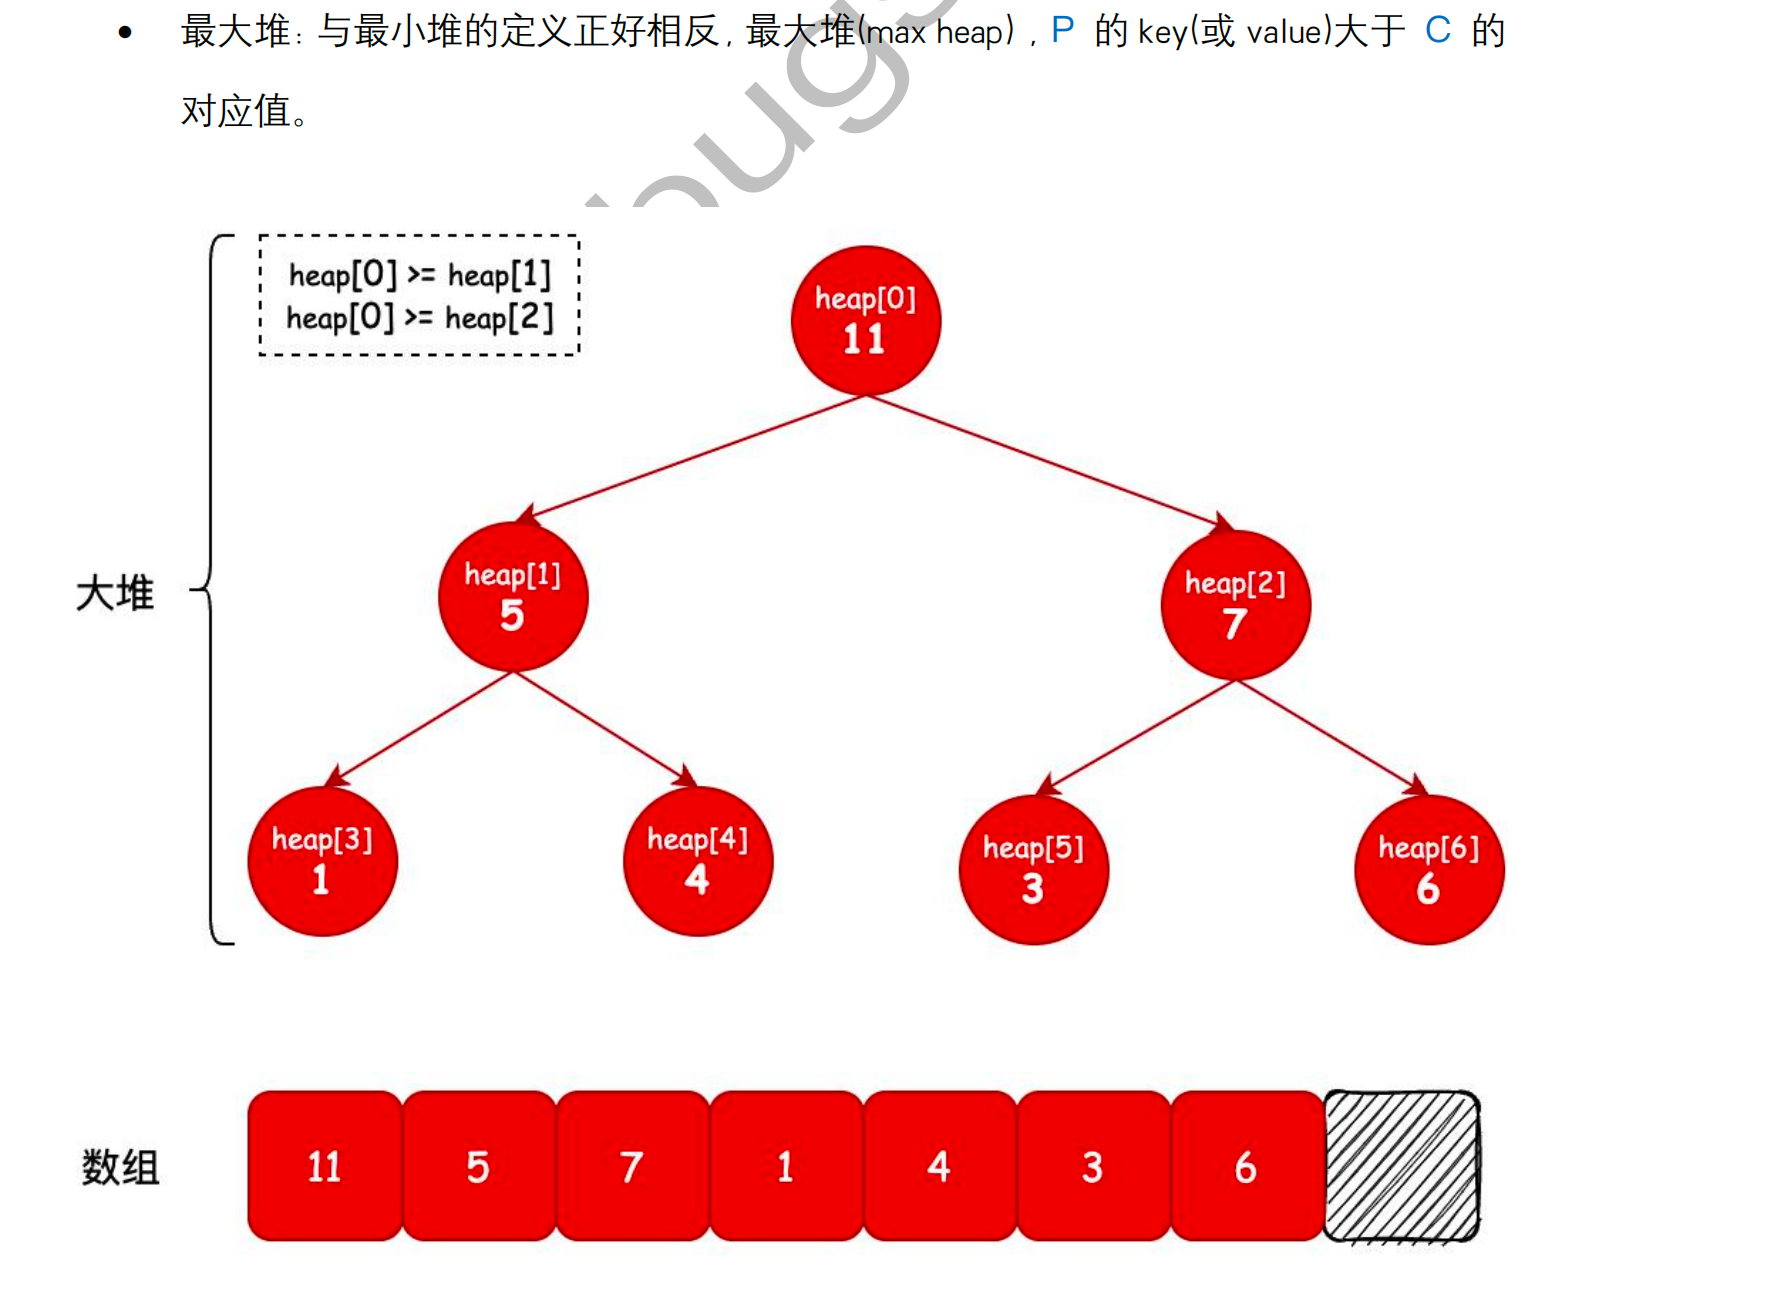 • 最大堆：与最小堆的定义正好相反，最大堆(max heap)，P 的 key(或 value)大于 C 的
对应值。
heap[0] >= heap[1]
heap[0] >= heap[2]
heap[0]
11
heap[1]
5
heap[2]
7
大堆
heap[3]
1
heap[4]
4
heap[5]
3
heap[6]
6
数组
11 5 7 1 4 3 6